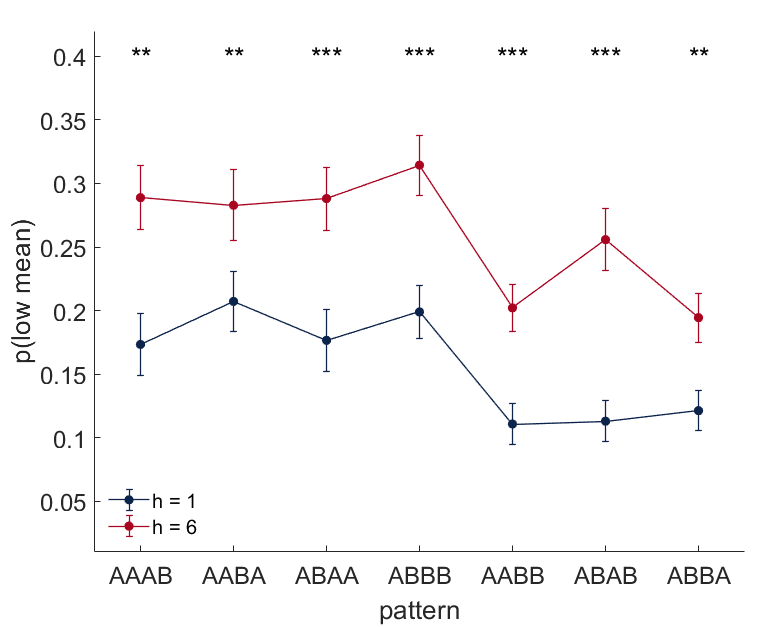 ** ** *** *** *** *** **
0.4
0.35
0.3
0.25
0.2
0.15
0.1
0.05
p(low mean)
h = 1
h = 6
AAAB AABA ABAA ABBB AABB ABAB ABBA
pattern